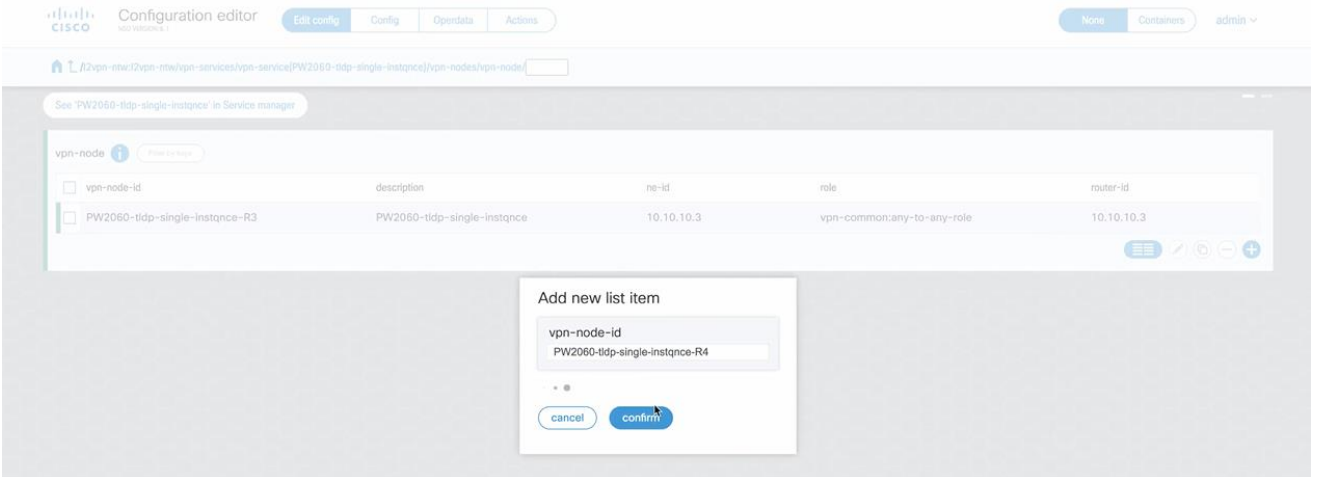 CISCO
Configuration editor
Edit config Config Operdata Actions
None Containers admin
/l2vpn-ntw:l2vpn-ntw/vpn-services/vpn-service{PW2060-tldp-single-instqnce}/vpn-nodes/vpn-node/
See 'PW2060-tldp-single-instqnce' in Service manager
vpn-node
vpn-node-id description ne-id role router-id
PW2060-tldp-single-instqnce-R3 PW2060-tldp-single-instqnce 10.10.10.3 vpn-common:any-to-any-role 10.10.10.3
Add new list item
vpn-node-id
PW2060-tldp-single-instqnce-R4
cancel confirm